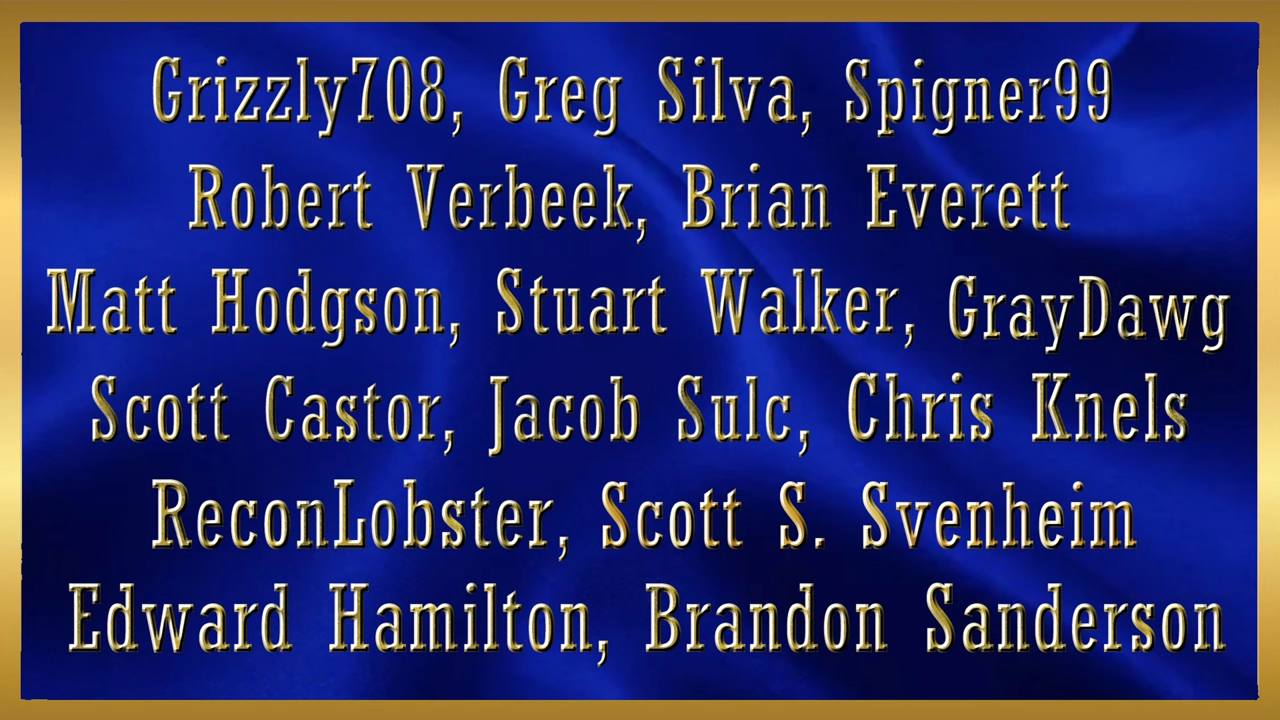 Grizzly708, Greg Silva, Spigner99
Robert Verbeek, Brian Everett
Matt Hodgson, Stuart Walker, GrayDawg
Scott Castor, Jacob Sulc, Chris Knels
ReconLobster, Scott S. Svenheim
Edward Hamilton, Brandon Sanderson